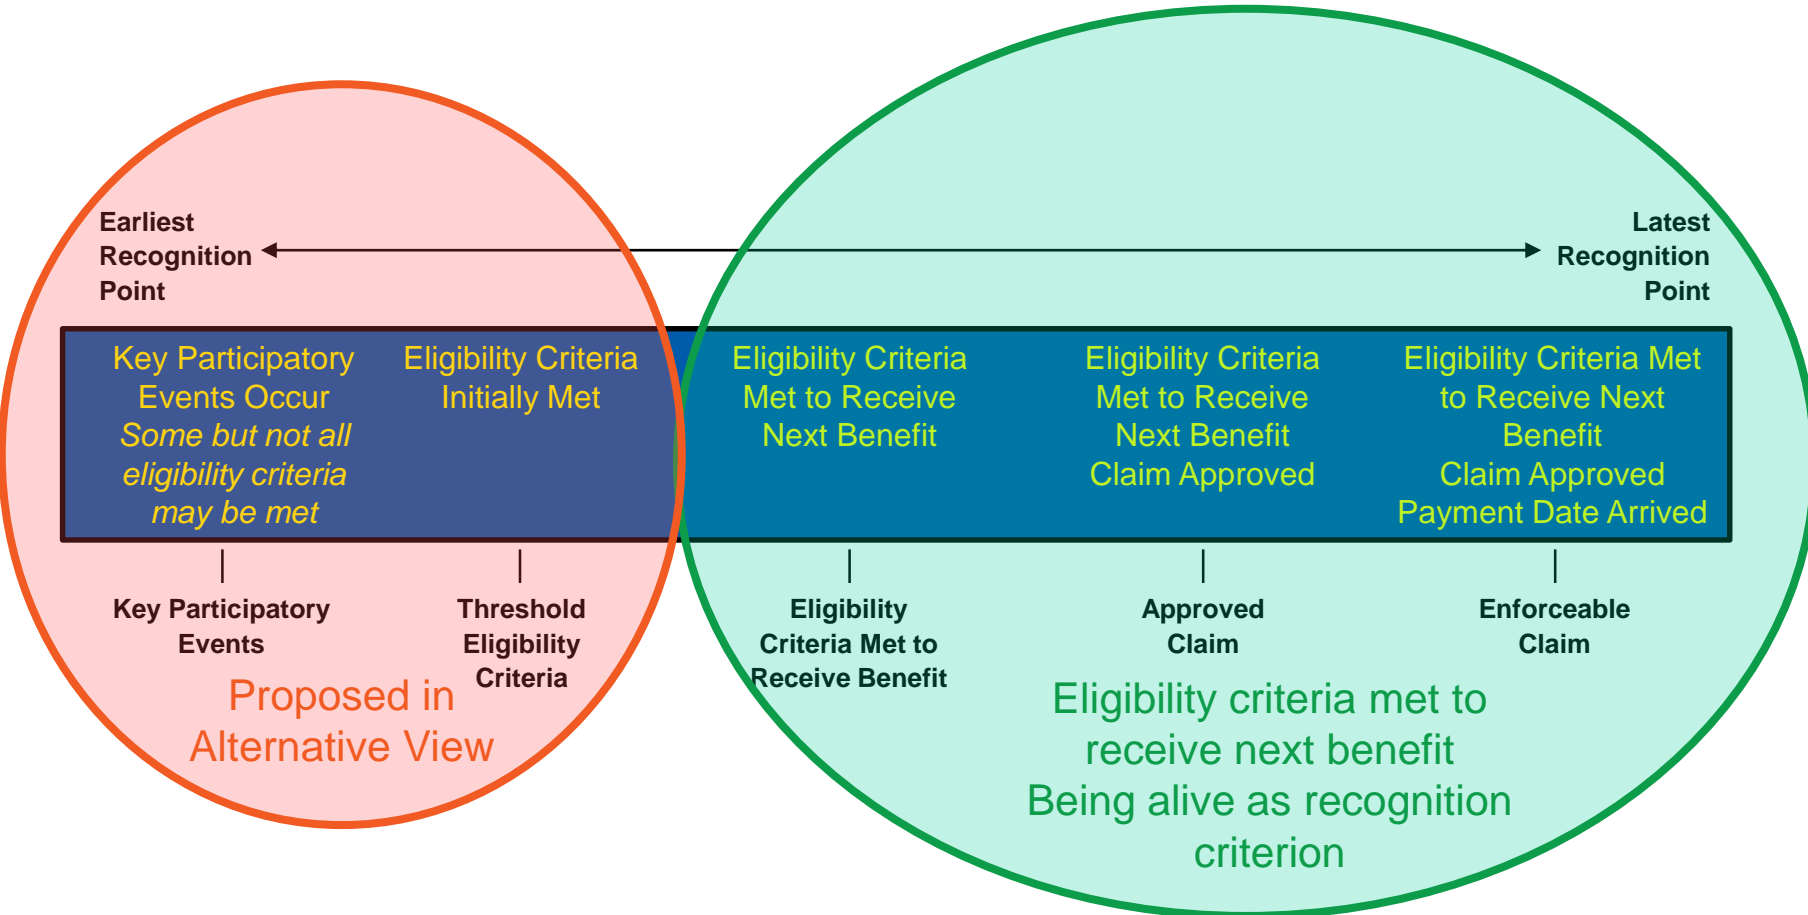 Earliest
Recognition
Point
Latest
Recognition
Point
Key Participatory
Events Occur
Some but not all
eligibility criteria
may be met
Eligibility Criteria
Initially Met
Eligibility Criteria
Met to Receive
Next Benefit
Eligibility Criteria
Met to Receive
Next Benefit
Claim Approved
Eligibility Criteria Met
to Receive Next
Benefit
Claim Approved
Payment Date Arrived
Key Participatory
Events
Threshold
Eligibility
Criteria
Eligibility
Criteria Met to
Receive Benefit
Approved
Claim
Enforceable
Claim
Proposed in
Alternative View
Eligibility criteria met to
receive next benefit
Being alive as recognition
criterion